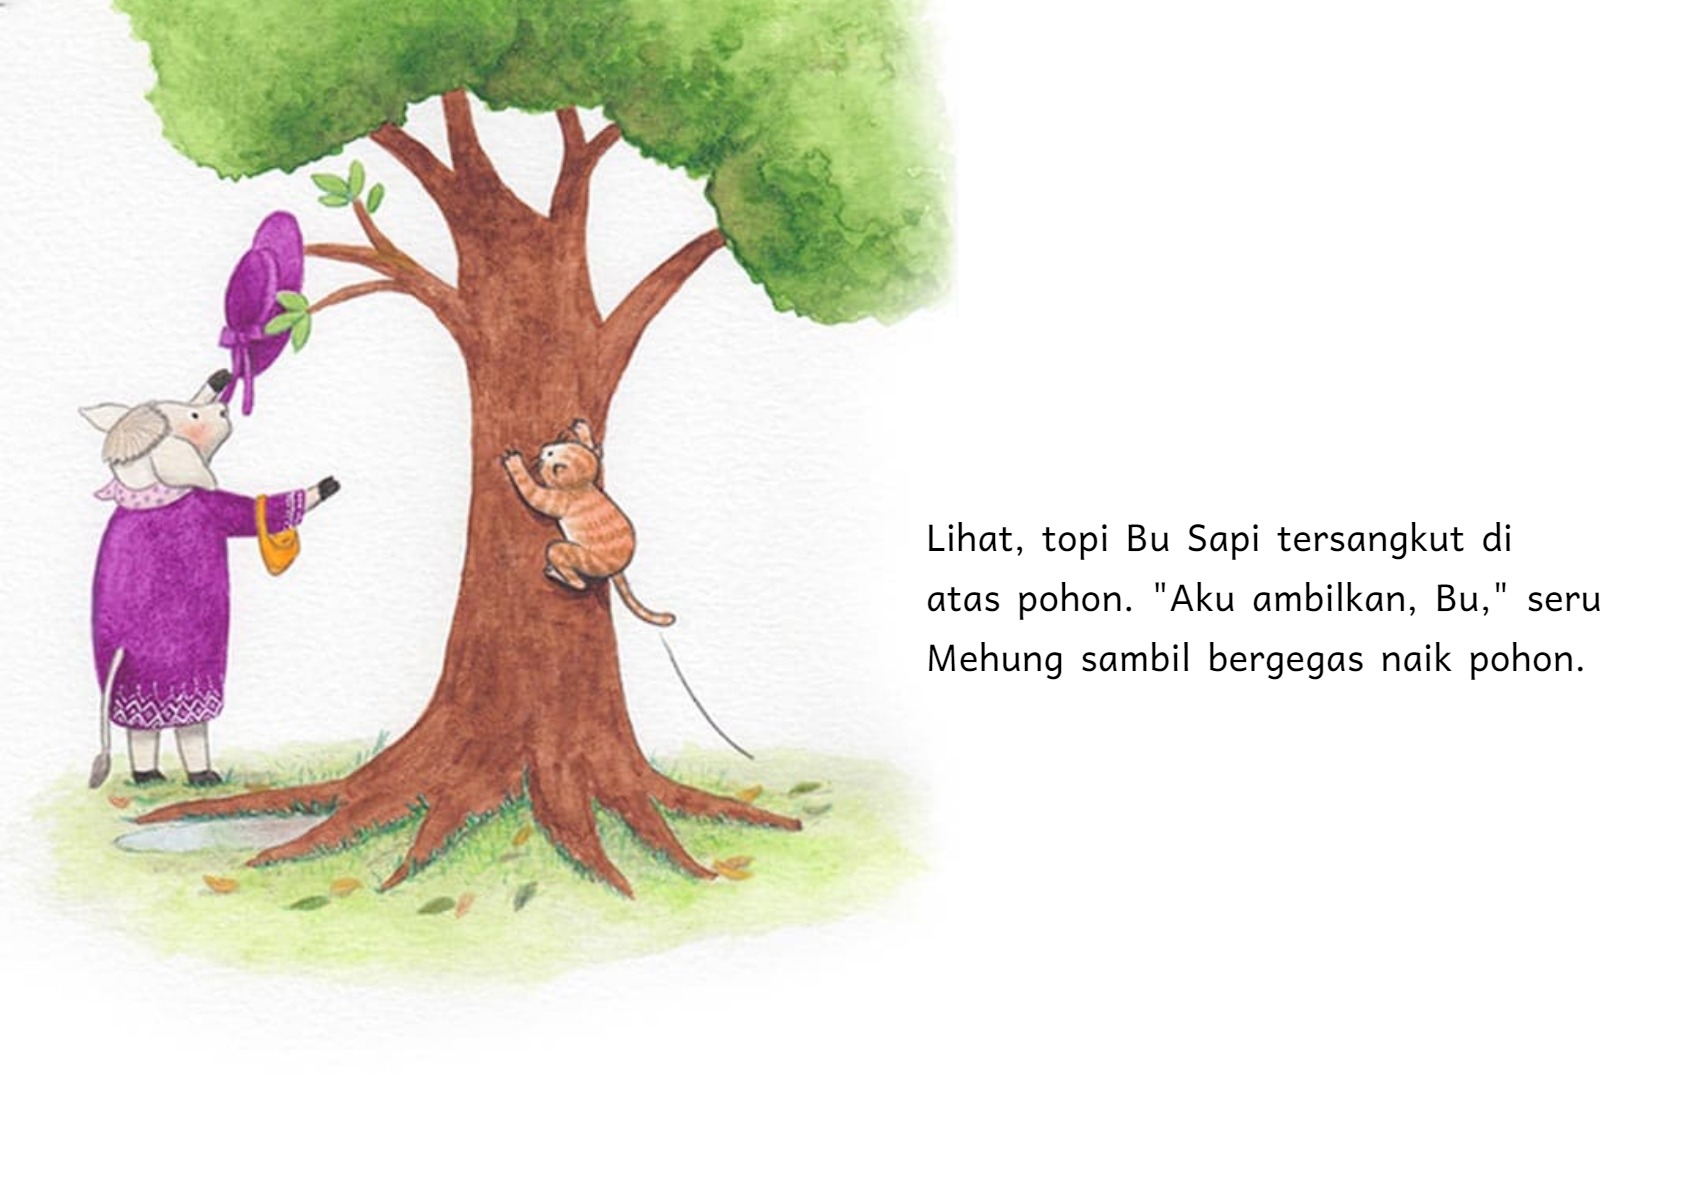 Lihat, topi Bu Sapi tersangkut di
atas pohon. "Aku ambilkan, Bu," seru
Mehung sambil bergegas naik pohon.